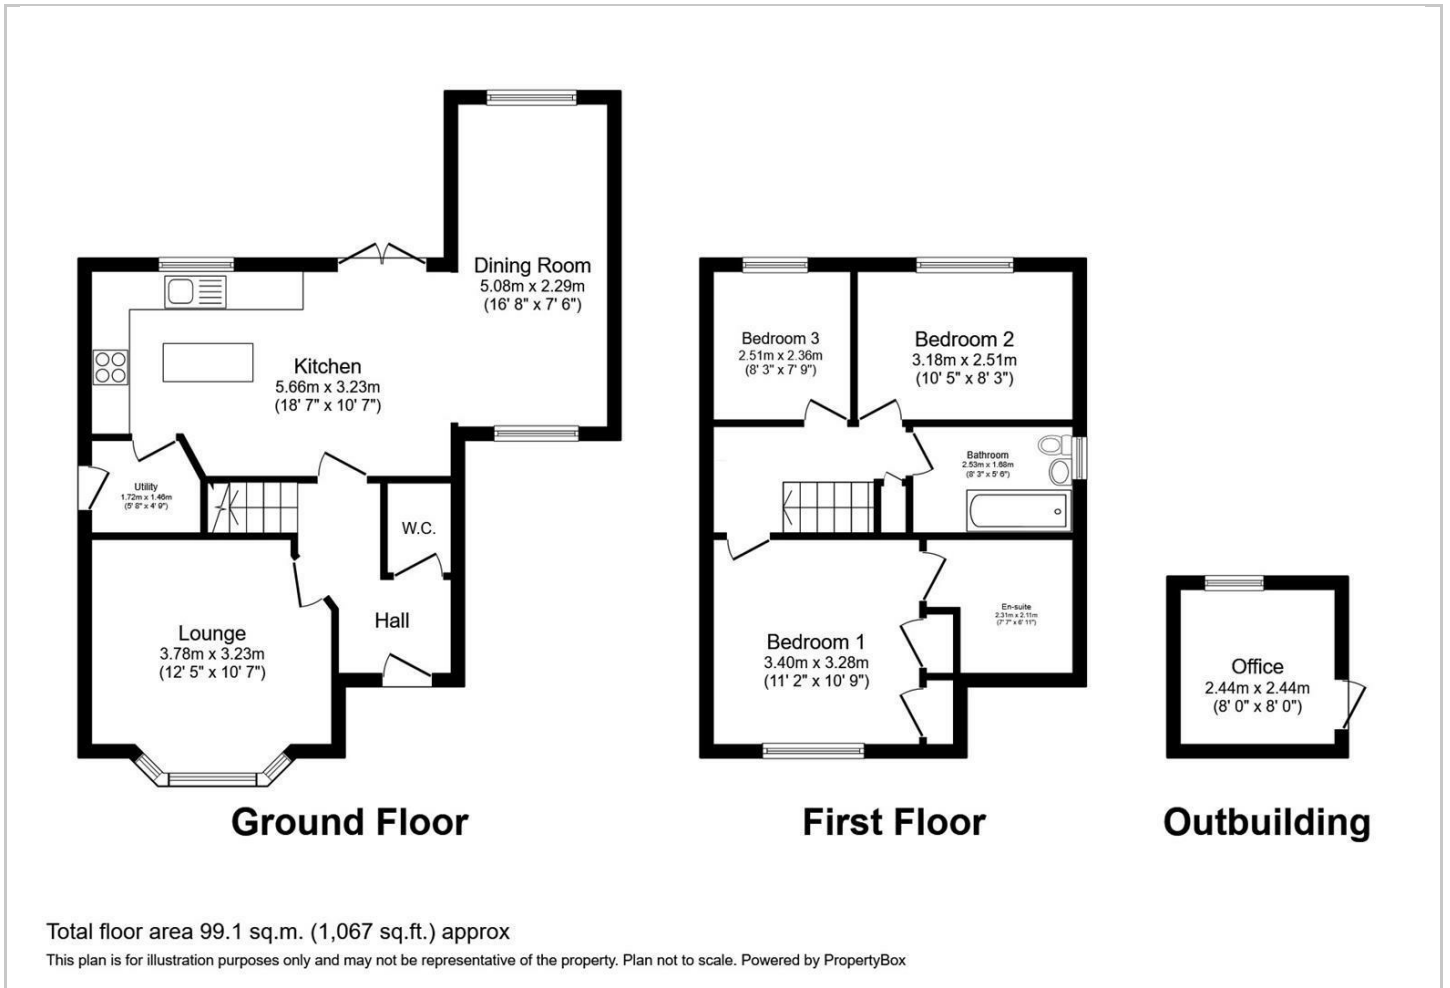 Dining Room
5.08m x 2.29m
(16' 8" x 7' 6")
Kitchen
5.66m x 3.23m
(18' 7" x 10' 7")
Utility
1.72m x 1.46m
(5' 8" x 4' 9")
W.C.
Hall
Lounge
3.78m x 3.23m
(12' 5" x 10' 7")
Ground Floor
Bedroom 3
2.51m x 2.36m
(8' 3" x 7' 9")
Bedroom 2
3.18m x 2.51m
(10' 5" x 8' 3")
Bathroom
2.53m x 1.68m
(8' 3" x 5' 6")
En-suite
2.31m x 2.11m
(7' 7" x 6' 11")
Bedroom 1
3.40m x 3.28m
(11' 2" x 10' 9")
First Floor
Office
2.44m x 2.44m
(8' 0" x 8' 0")
Outbuilding
Total floor area 99.1 sq.m. (1,067 sq.ft.) approx
This plan is for illustration purposes only and may not be representative of the property. Plan not to scale. Powered by PropertyBox